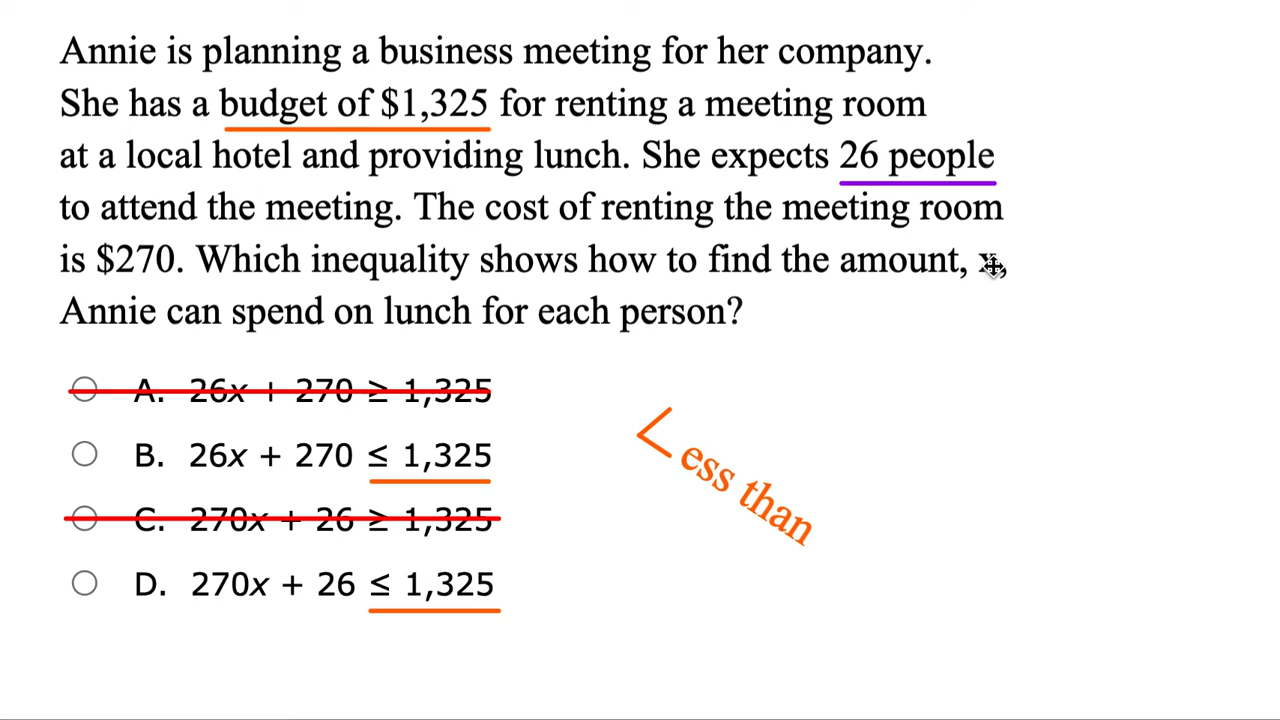 Annie is planning a business meeting for her company.
She has a budget of $1,325 for renting a meeting room
at a local hotel and providing lunch. She expects 26 people
to attend the meeting. The cost of renting the meeting room
is $270. Which inequality shows how to find the amount, x,
Annie can spend on lunch for each person?
A. 26x + 270 ≥ 1,325
B. 26x + 270 ≤ 1,325
C. 270x + 26 ≥ 1,325
D. 270x + 26 ≤ 1,325
Less than